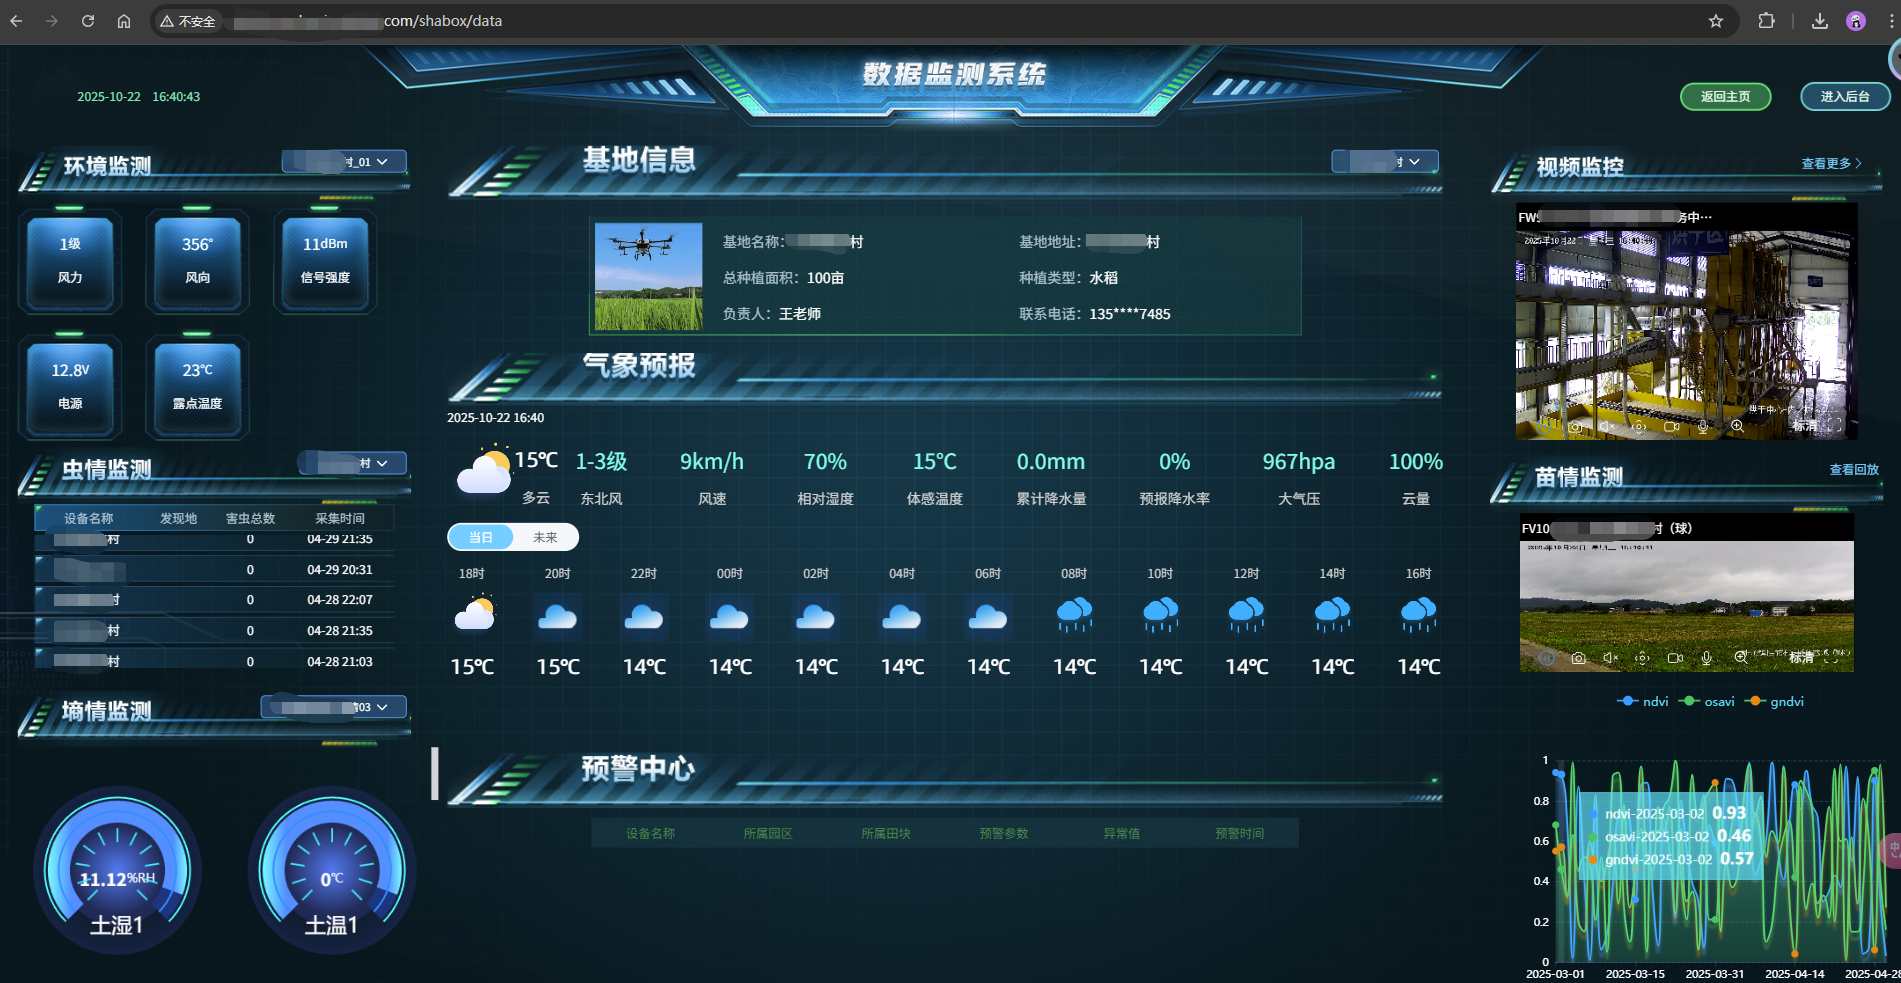 不安全 com/shabox/data
数据监测系统
2025-10-22 16:40:43
返回主页 进入后台
环境监测 村_01
1级
风力
356°
风向
11dBm
信号强度
12.8V
电源
23℃
露点温度
虫情监测 村
设备名称 发现地 害虫总数 采集时间
村 0 04-29 21:35
0 04-29 20:31
村 0 04-28 22:07
村 0 04-28 21:35
村 0 04-28 21:03
墒情监测 03
11.12%RH
土湿1
0℃
土温1
基地信息 村
基地名称: 村 基地地址: 村
总种植面积: 100亩 种植类型: 水稻
负责人: 王老师 联系电话: 135****7485
气象预报
2025-10-22 16:40
15℃ 1-3级 9km/h 70% 15℃ 0.0mm 0% 967hpa 100%
多云 东北风 风速 相对湿度 体感温度 累计降水量 预报降水率 大气压 云量
当日 未来
18时 20时 22时 00时 02时 04时 06时 08时 10时 12时 14时 16时
15℃ 15℃ 14℃ 14℃ 14℃ 14℃ 14℃ 14℃ 14℃ 14℃ 14℃ 14℃
预警中心
设备名称 所属园区 所属田块 预警参数 异常值 预警时间
视频监控 查看更多
FW 务中…
烘干区
标清
苗情监测 查看回放
FV10 村（球）
标清
ndvi osavi gndvi
1
0.8
0.6
0.4
0.2
0
ndvi-2025-03-02 0.93
osavi-2025-03-02 0.46
gndvi-2025-03-02 0.57
2025-03-01 2025-03-15 2025-03-31 2025-04-14 2025-04-28